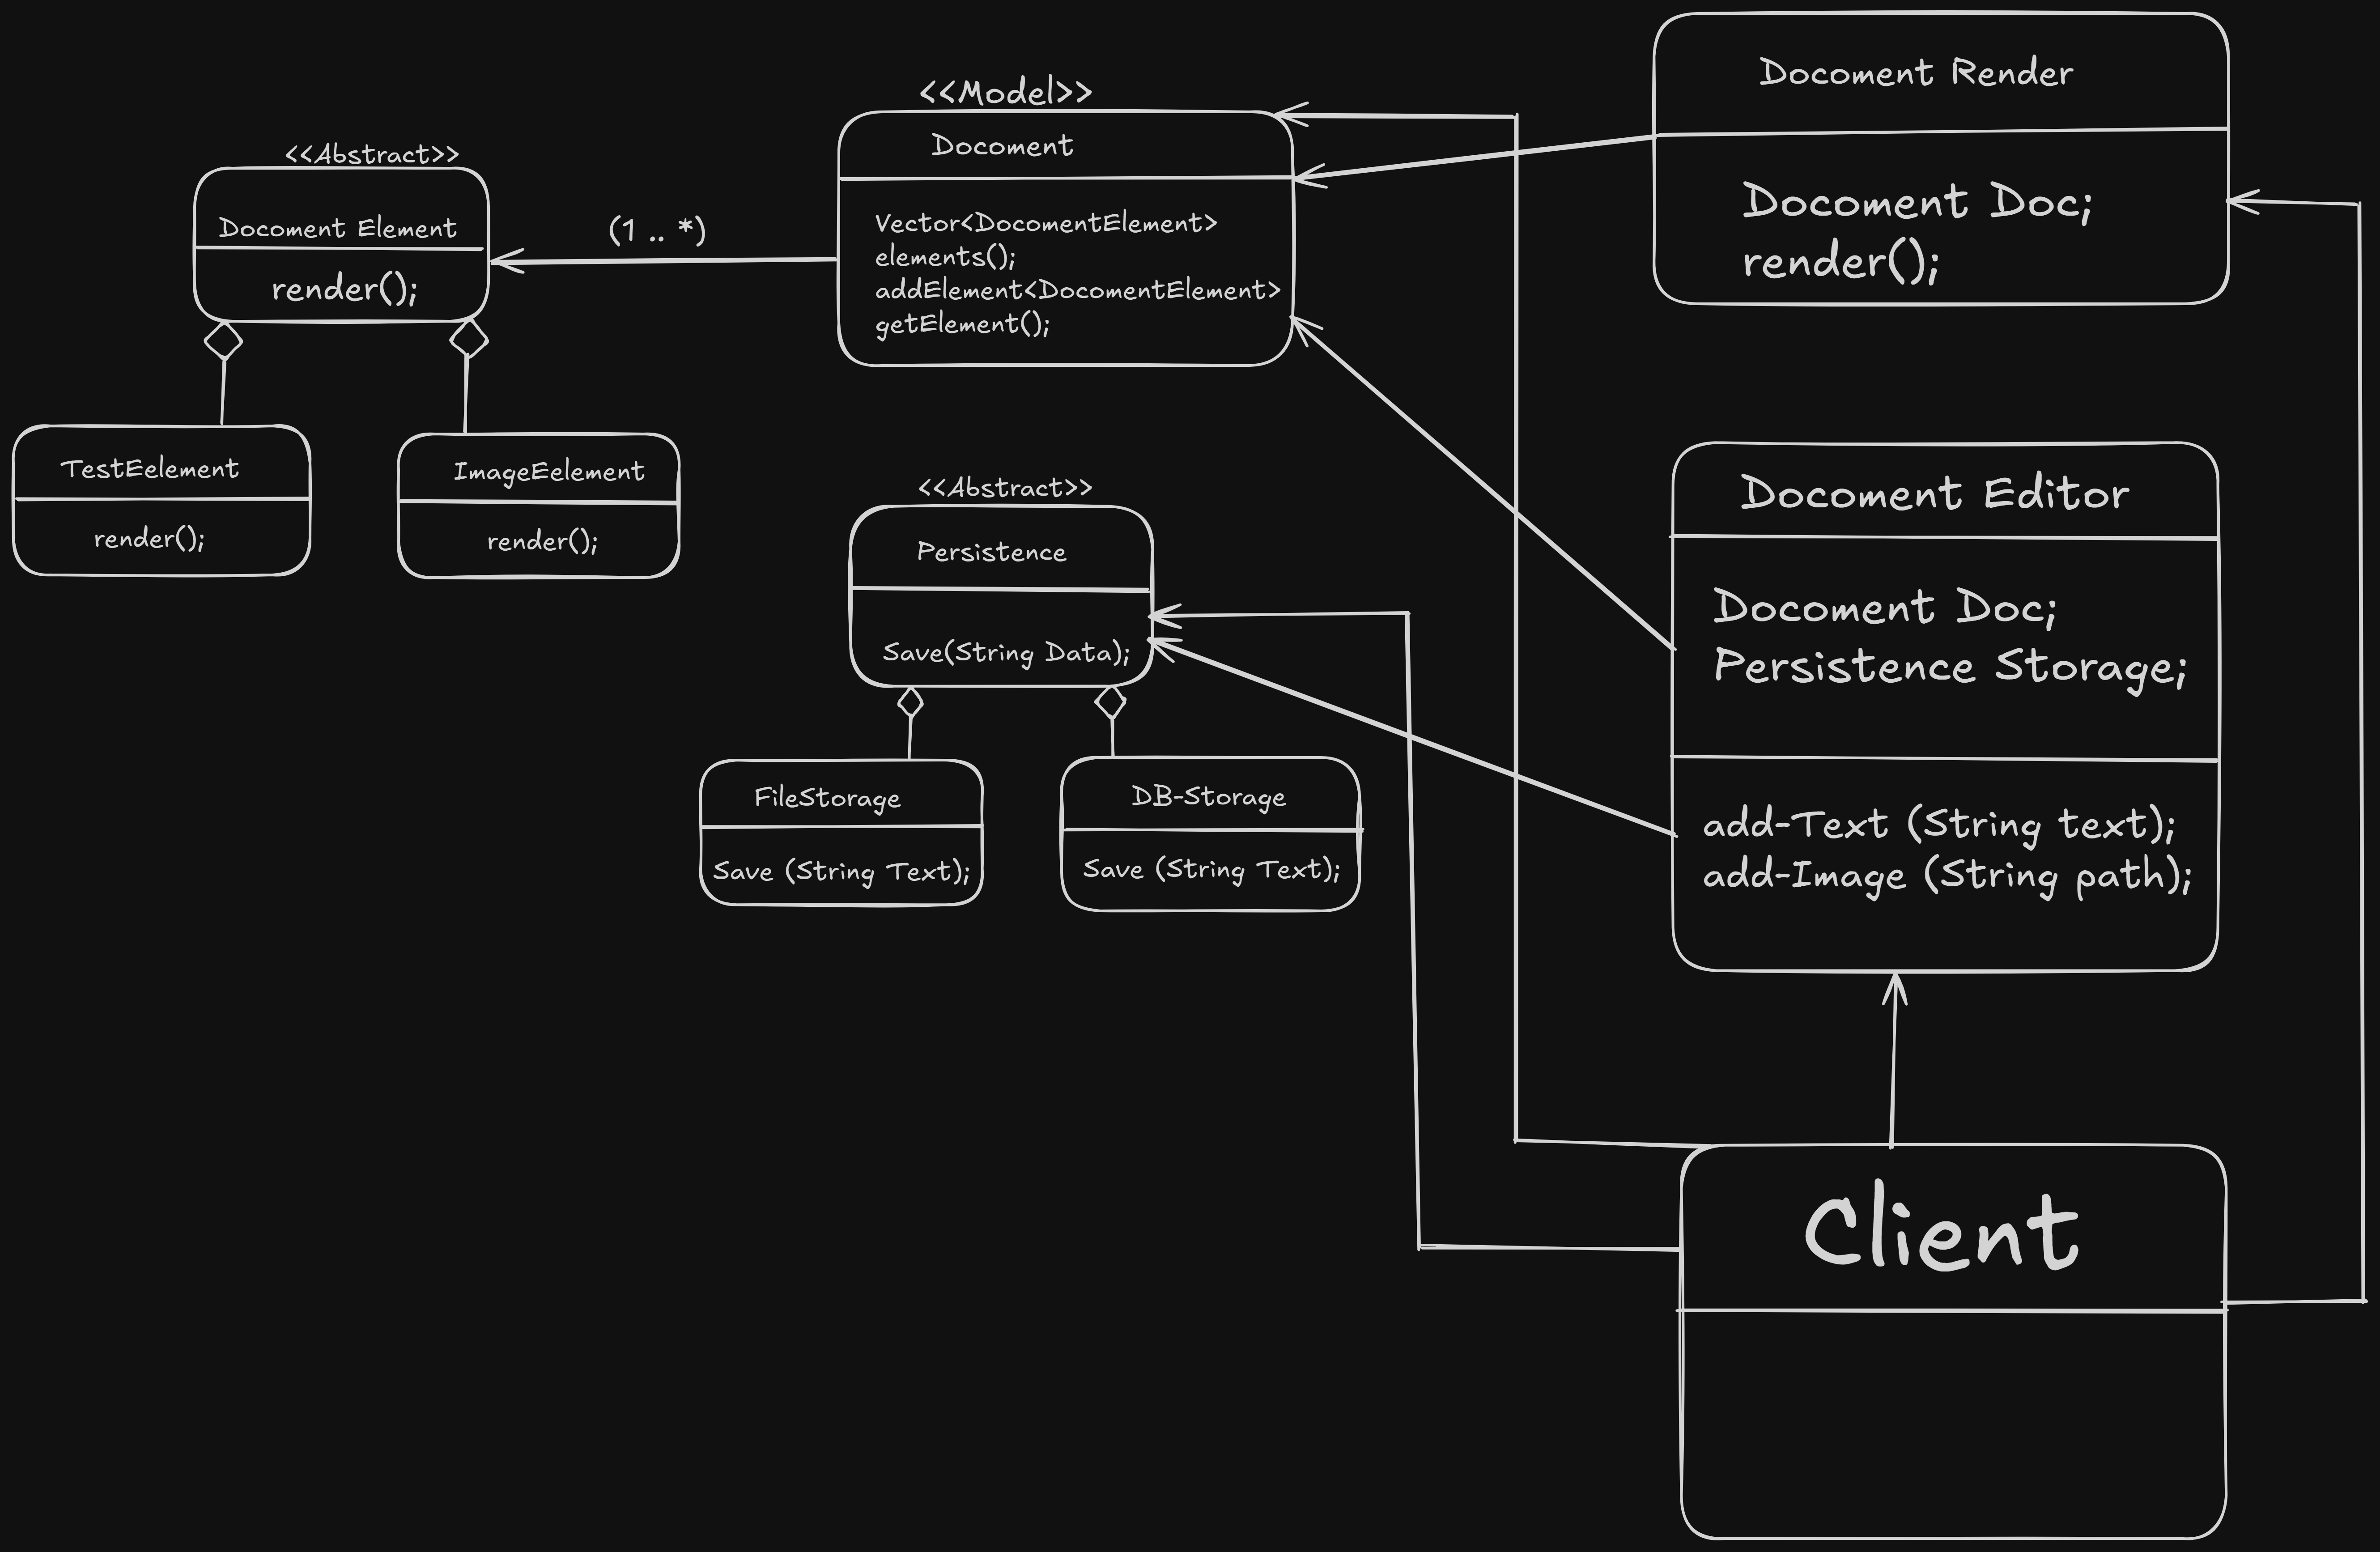 <<Abstract>>
Docoment Element
render();
TestEelement
render();
ImageEelement
render();
(1 .. *)
<<Model>>
Docoment
Vector<DocomentElement>
elements();
addElement<DocomentElement>
getElement();
<<Abstract>>
Persistence
Save(String Data);
FileStorage
Save (String Text);
DB-Storage
Save (String Text);
Docoment Render
Docoment Doc;
render();
Docoment Editor
Docoment Doc;
Persistence Storage;
add-Text (String text);
add-Image (String path);
Client